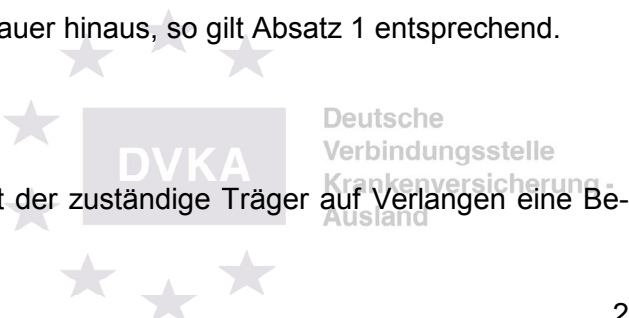 auer hinaus, so gilt Absatz 1 entsprechend.
Deutsche
Verbindungsstelle
DVKA
Krankenversicherung -
t der zuständige Träger auf Verlangen eine Be-
Ausland
2